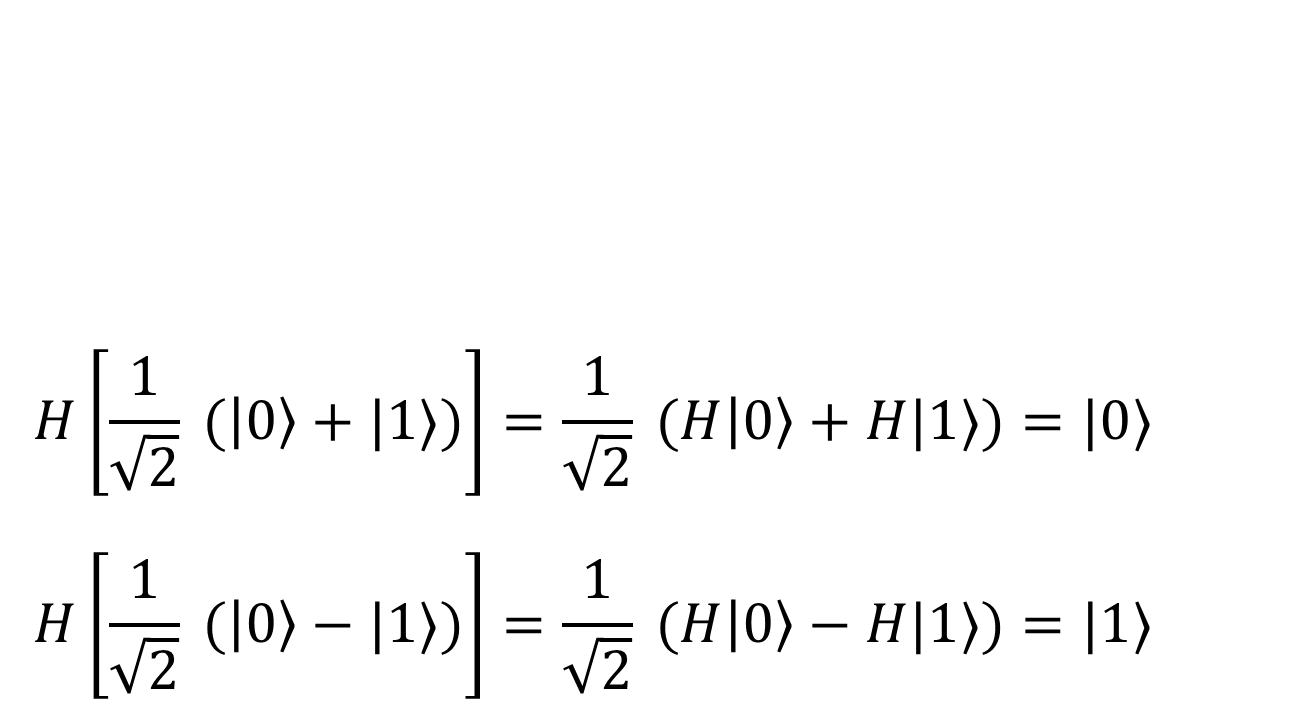 H[1/√2 (|0⟩ + |1⟩)] = 1/√2 (H|0⟩ + H|1⟩) = |0⟩
H[1/√2 (|0⟩ − |1⟩)] = 1/√2 (H|0⟩ − H|1⟩) = |1⟩